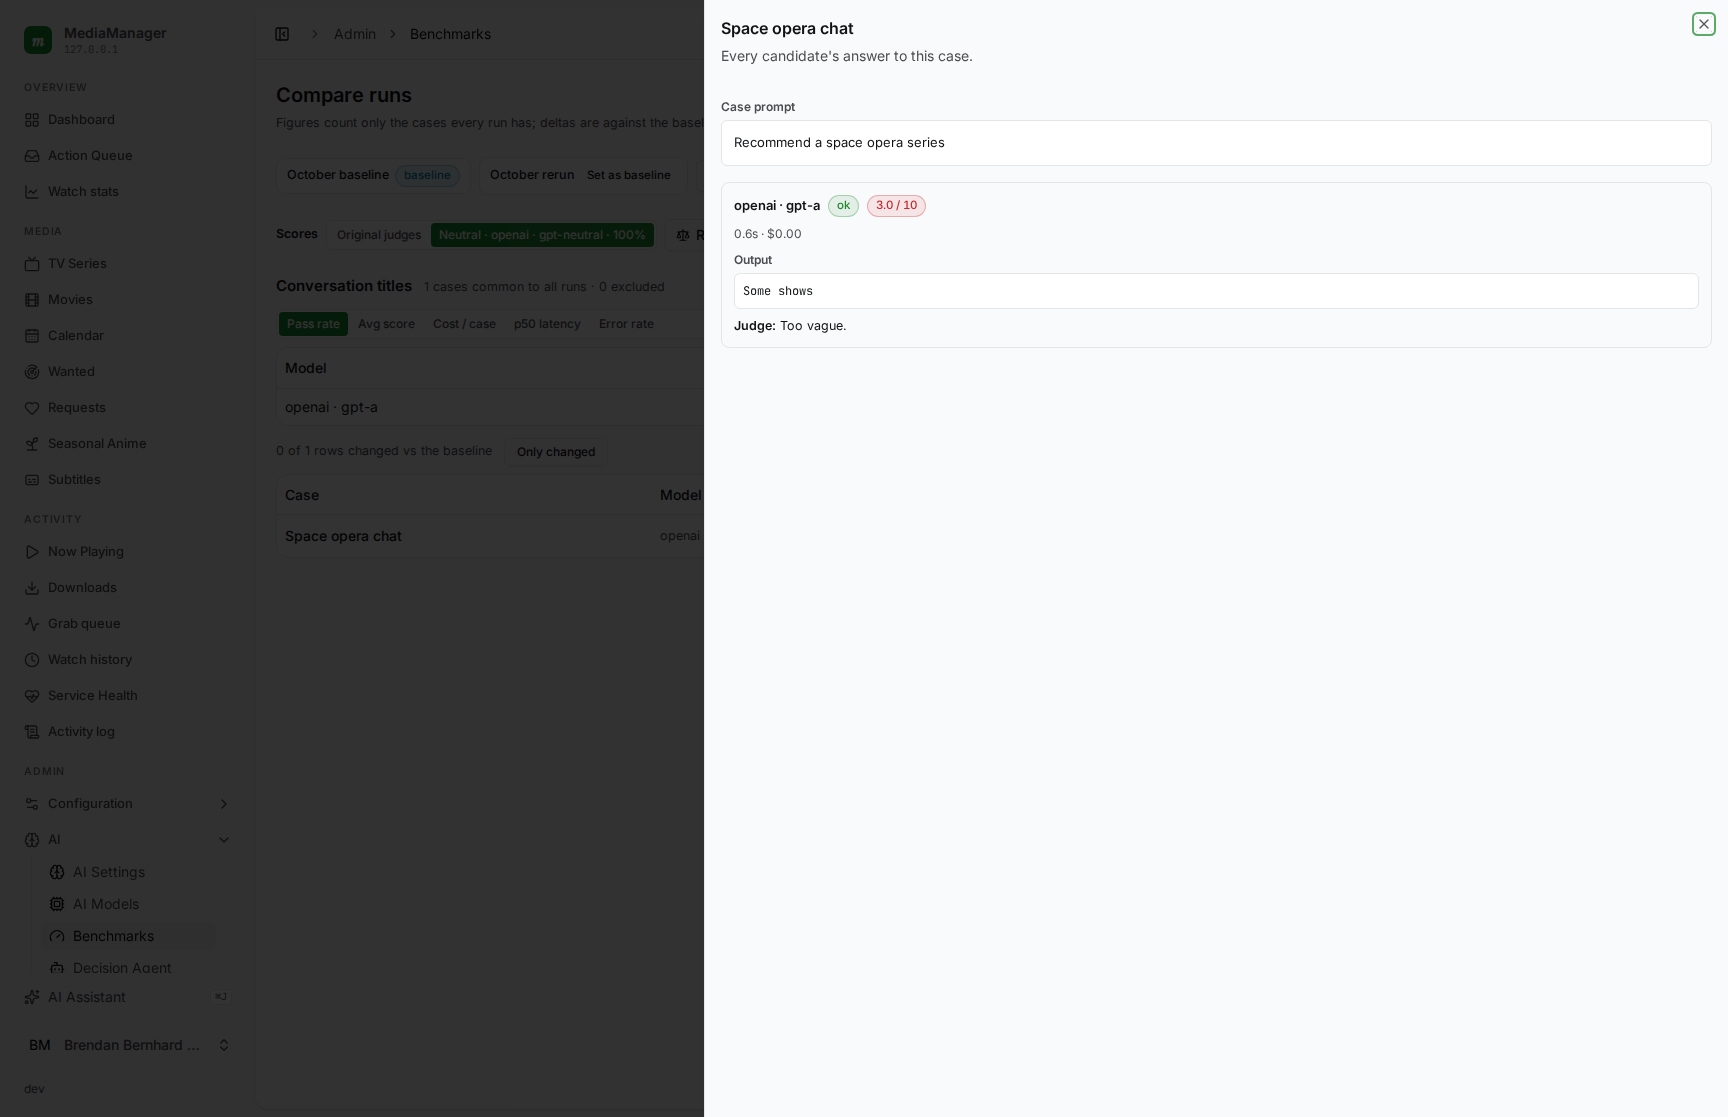 MediaManager
127.0.0.1
OVERVIEW
Dashboard
Action Queue
Watch stats
MEDIA
TV Series
Movies
Calendar
Wanted
Requests
Seasonal Anime
Subtitles
ACTIVITY
Now Playing
Downloads
Grab queue
Watch history
Service Health
Activity log
ADMIN
Configuration
AI
AI Settings
AI Models
Benchmarks
Decision Agent
AI Assistant ⌘J
BM Brendan Bernhard ...
dev
Admin > Benchmarks
Compare runs
Figures count only the cases every run has; deltas are against the
October baseline baseline October rerun Set as baseline
Scores Original judges Neutral · openai · gpt-neutral · 100%
Conversation titles 1 cases common to all runs · 0 excluded
Pass rate Avg score Cost / case p50 latency Error rate
Model
openai · gpt-a
0 of 1 rows changed vs the baseline Only changed
Case Model
Space opera chat openai
Space opera chat
Every candidate's answer to this case.
Case prompt
Recommend a space opera series
openai · gpt-a ok 3.0 / 10
0.6s · $0.00
Output
Some shows
Judge: Too vague.